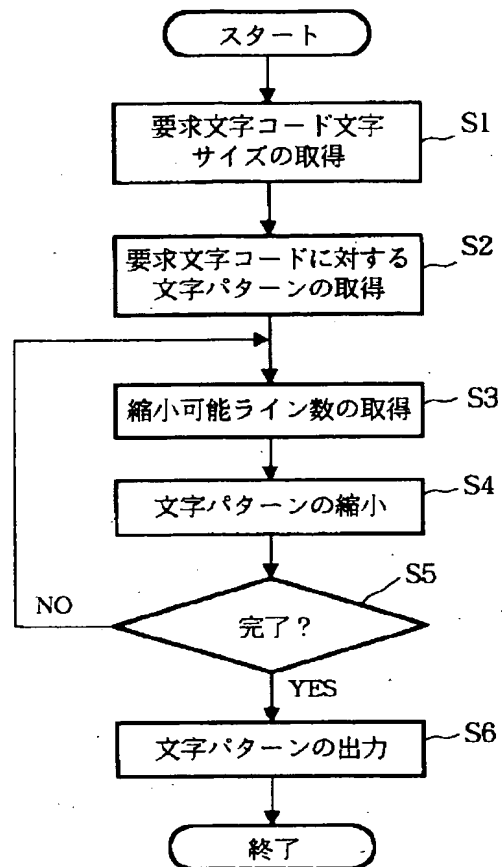 スタート
要求文字コード文字
サイズの取得
S1
要求文字コードに対する
文字パターンの取得
S2
縮小可能ライン数の取得
S3
文字パターンの縮小
S4
完了?
S5
NO
YES
文字パターンの出力
S6
終了